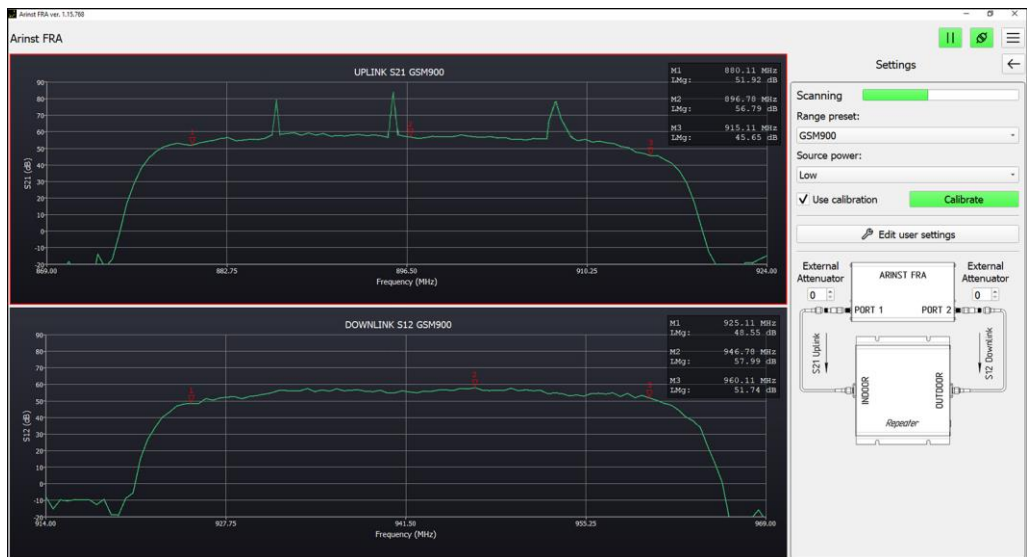 Arinst FRA ver. 1.15.768
Arinst FRA
UPLINK S21 GSM900
M1 880.11 MHz
LMg: 51.92 dB
M2 896.78 MHz
LMg: 56.79 dB
M3 915.11 MHz
LMg: 45.65 dB
S21 (dB)
90
80
70
60
50
40
30
20
10
0
-10
-20
869.00 882.75 896.50 910.25 924.00
Frequency (MHz)
DOWNLINK S12 GSM900
M1 925.11 MHz
LMg: 48.55 dB
M2 946.78 MHz
LMg: 57.99 dB
M3 960.11 MHz
LMg: 51.74 dB
S12 (dB)
90
80
70
60
50
40
30
20
10
0
-10
-20
914.00 927.75 941.50 955.25 969.00
Frequency (MHz)
Settings
Scanning
Range preset:
GSM900
Source power:
Low
Use calibration
Calibrate
Edit user settings
External
Attenuator
0
ARINST FRA
PORT 1 PORT 2
External
Attenuator
0
S21 Uplink
S12 Downlink
INDOOR
OUTDOOR
Repeater